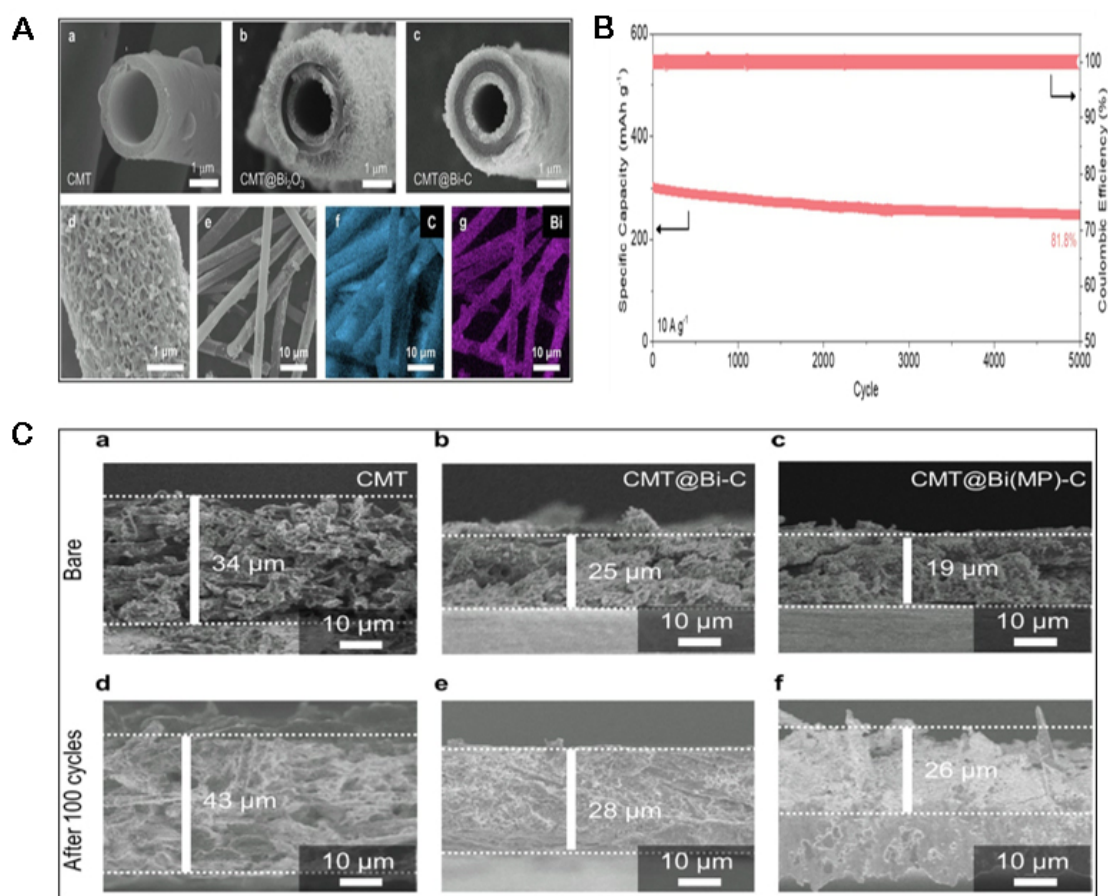 A
a
b
c
1 µm
1 µm
1 µm
CMT
CMT@Bi₂O₃
CMT@Bi-C
d
e
f
C
g
Bi
1 µm
10 µm
10 µm
10 µm
B
Specific Capacity (mAh g⁻¹)
600
400
200
0
100
90
80
70
60
50
Coulombic Efficiency (%)
81.8%
10 A g⁻¹
0
1000
2000
3000
4000
5000
Cycle
C
a
b
c
Bare
CMT
34 µm
10 µm
CMT@Bi-C
25 µm
10 µm
CMT@Bi(MP)-C
19 µm
10 µm
d
e
f
After 100 cycles
43 µm
10 µm
28 µm
10 µm
26 µm
10 µm